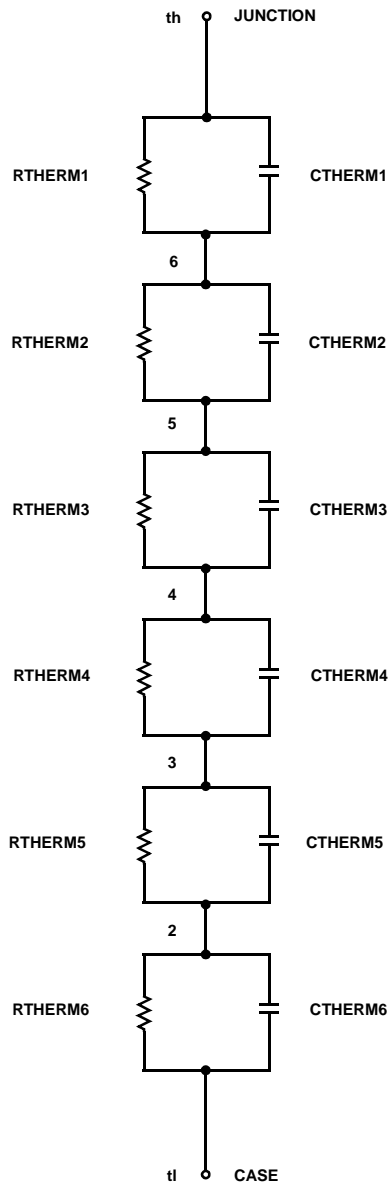 th JUNCTION
RTHERM1 CTHERM1
6
RTHERM2 CTHERM2
5
RTHERM3 CTHERM3
4
RTHERM4 CTHERM4
3
RTHERM5 CTHERM5
2
RTHERM6 CTHERM6
tl CASE